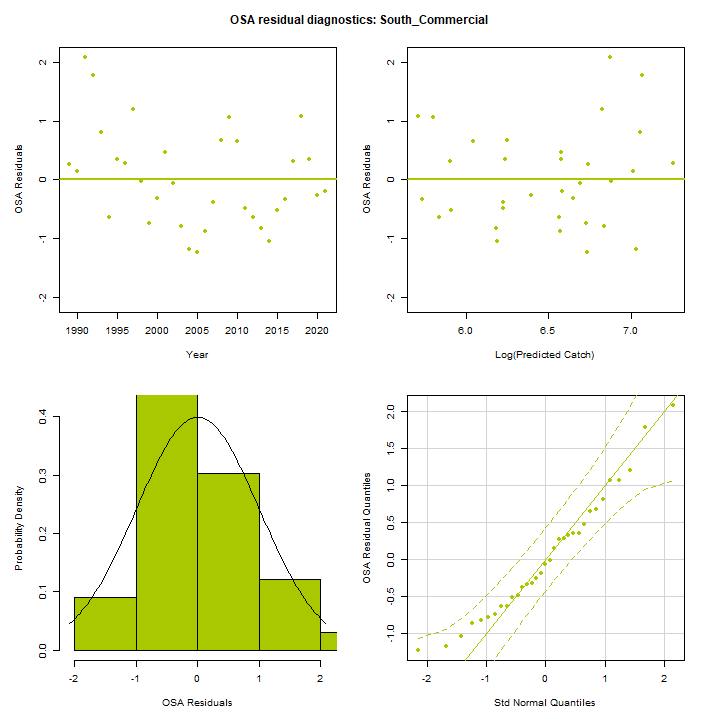 OSA residual diagnostics: South_Commercial
OSA Residuals
2
1
0
-1
-2
1990 1995 2000 2005 2010 2015 2020
Year
OSA Residuals
2
1
0
-1
-2
6.0 6.5 7.0
Log(Predicted Catch)
Probability Density
0.4
0.3
0.2
0.1
0.0
-2 -1 0 1 2
OSA Residuals
OSA Residual Quantiles
2.0
1.5
1.0
0.5
0.0
-0.5
-1.0
-2 -1 0 1 2
Std Normal Quantiles